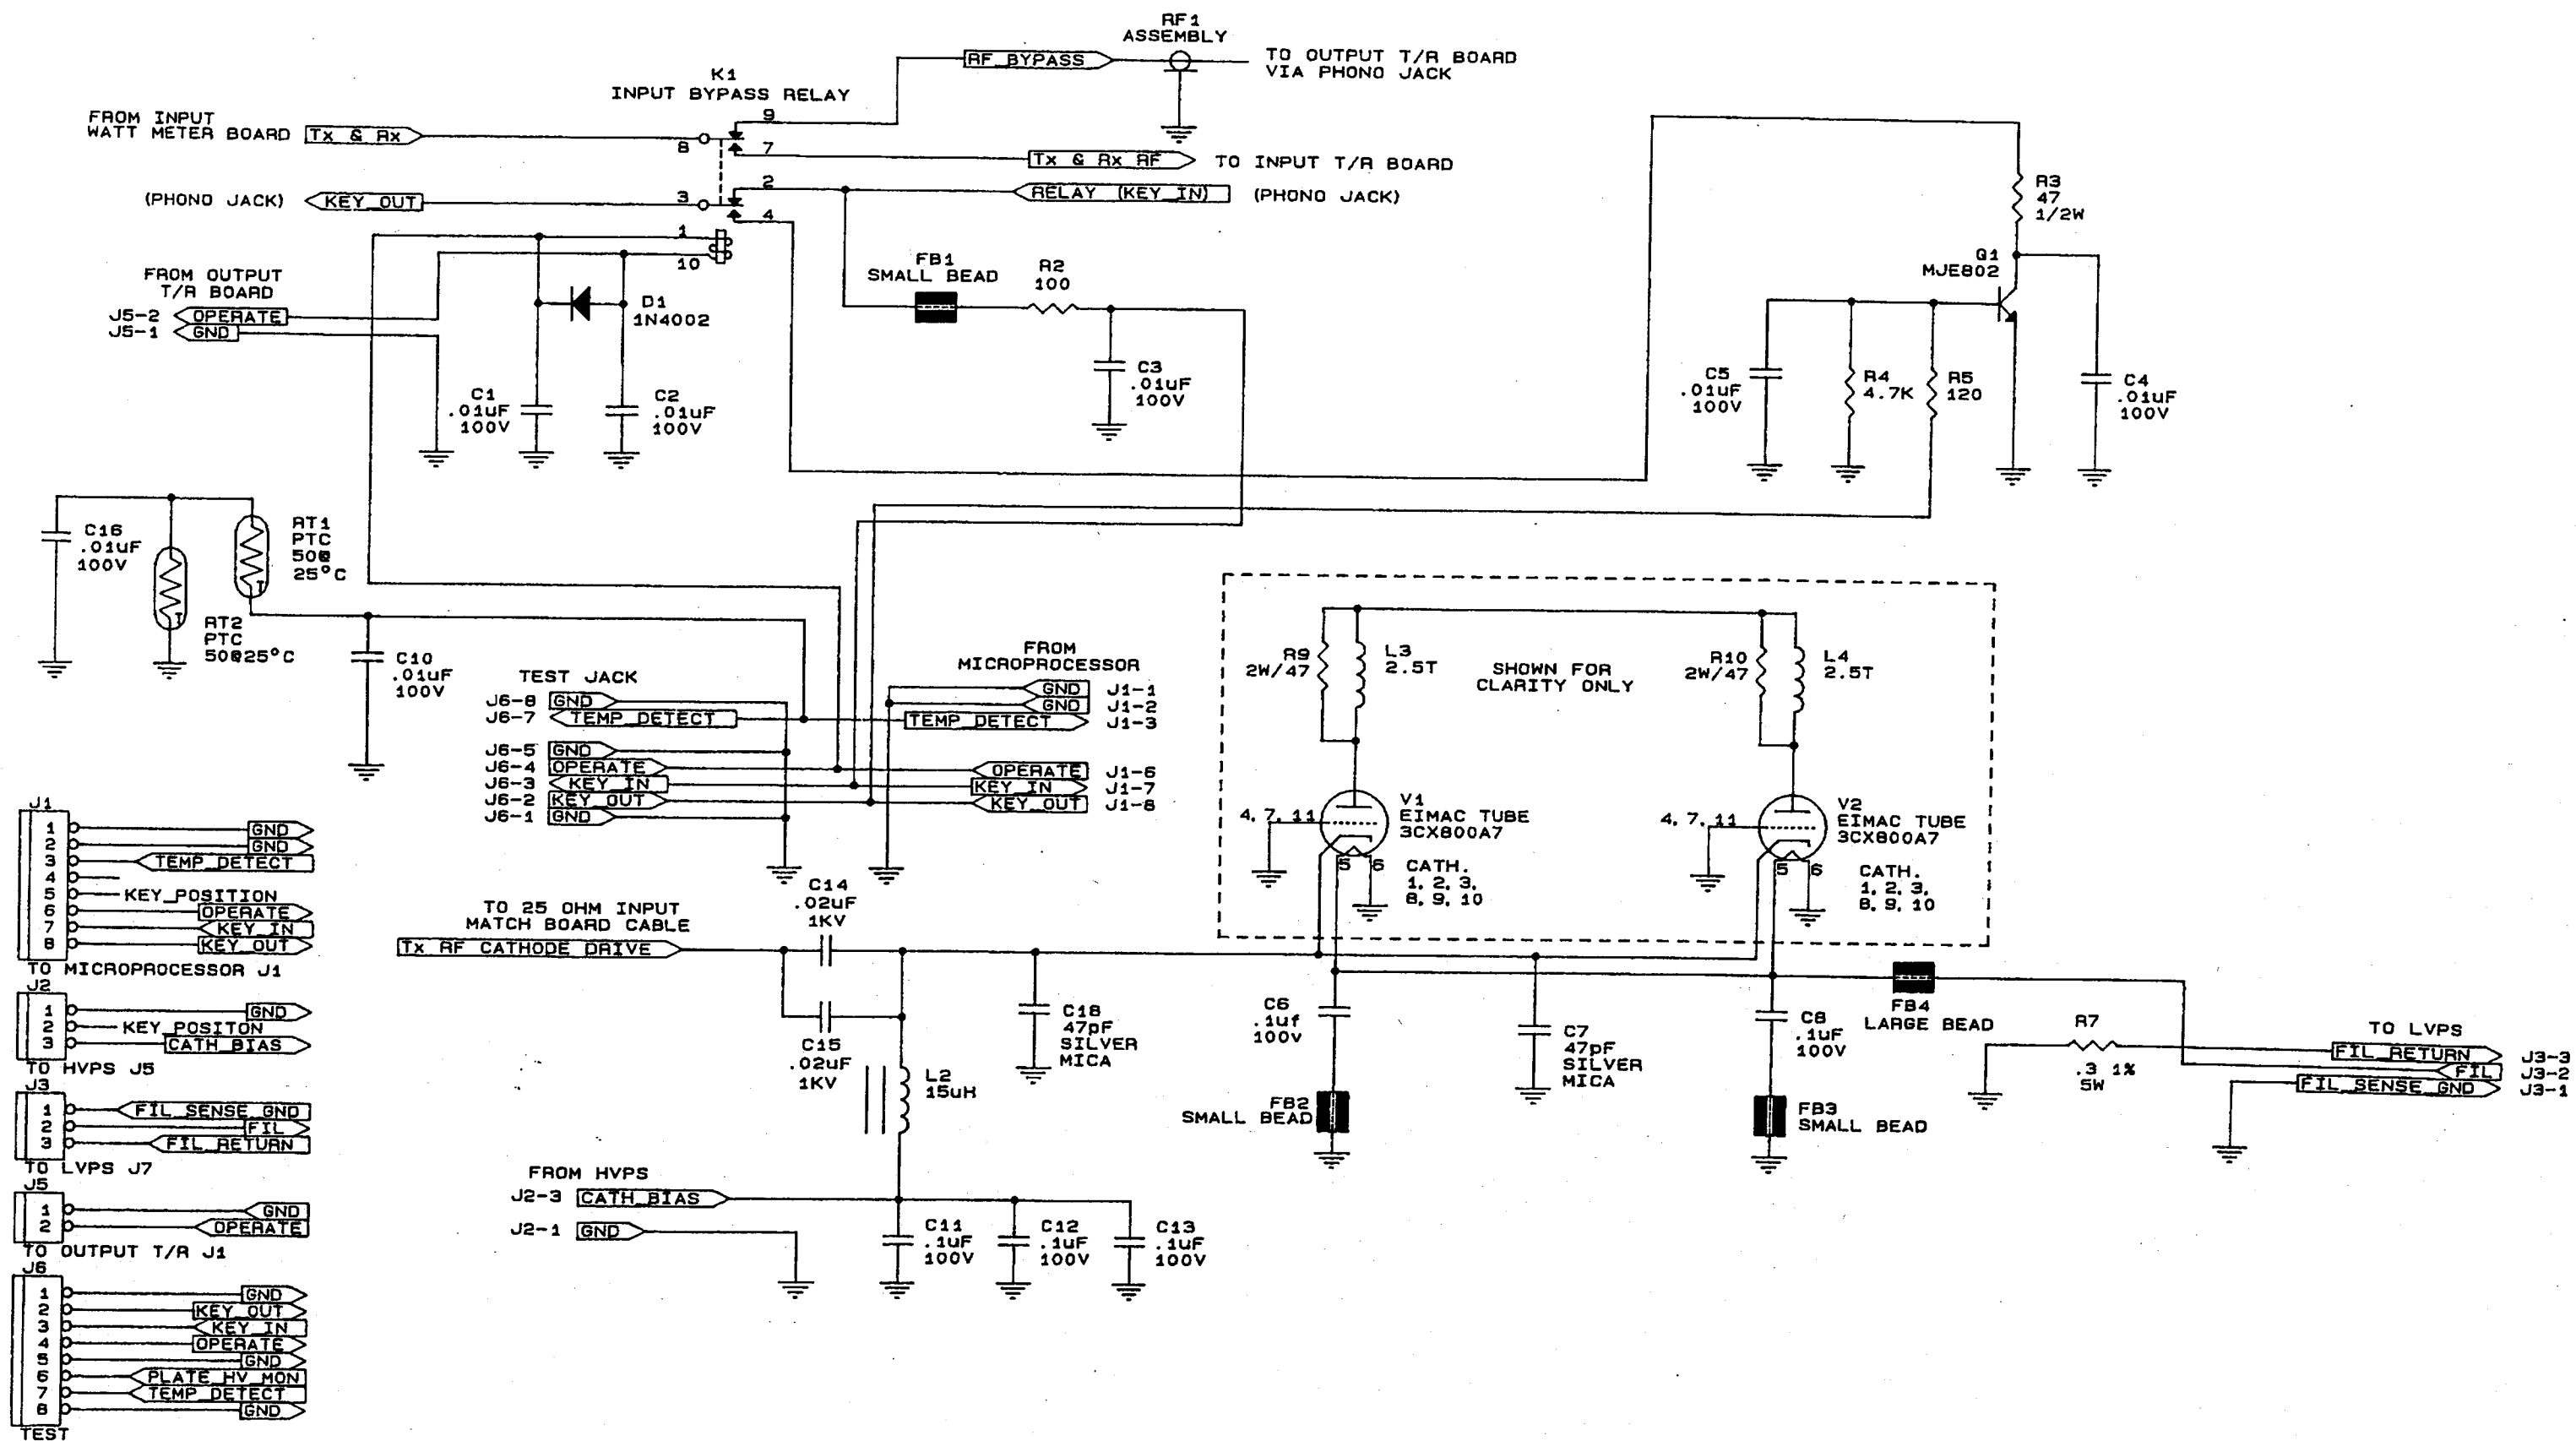 RF1
ASSEMBLY
RF_BYPASS
TO OUTPUT T/R BOARD
VIA PHONO JACK
K1
INPUT BYPASS RELAY
FROM INPUT
WATT METER BOARD
Tx & Rx
8
9
7
Tx & Rx RF
TO INPUT T/R BOARD
(PHONO JACK)
KEY_OUT
3
2
4
RELAY (KEY_IN)
(PHONO JACK)
1
10
R3
47
1/2W
Q1
MJE802
FROM OUTPUT
T/R BOARD
J5-2
OPERATE
J5-1
GND
D1
1N4002
FB1
SMALL BEAD
R2
100
C1
.01uF
100V
C2
.01uF
100V
C3
.01uF
100V
C5
.01uF
100V
R4
4.7K
R5
120
C4
.01uF
100V
C16
.01uF
100V
RT1
PTC
50@
25°C
T
RT2
PTC
50@25°C
T
C10
.01uF
100V
TEST JACK
J6-8
GND
J6-7
TEMP_DETECT
J6-5
GND
J6-4
OPERATE
J6-3
KEY_IN
J6-2
KEY_OUT
J6-1
GND
FROM
MICROPROCESSOR
GND
J1-1
GND
J1-2
TEMP_DETECT
J1-3
OPERATE
J1-6
KEY_IN
J1-7
KEY_OUT
J1-8
R9
2W/47
L3
2.5T
SHOWN FOR
CLARITY ONLY
R10
2W/47
L4
2.5T
4, 7, 11
V1
EIMAC TUBE
3CX800A7
5
6
CATH.
1, 2, 3,
8, 9, 10
4, 7, 11
V2
EIMAC TUBE
3CX800A7
5
6
CATH.
1, 2, 3,
8, 9, 10
J1
1
GND
2
GND
3
TEMP_DETECT
4
5
KEY_POSITION
6
OPERATE
7
KEY_IN
8
KEY_OUT
TO MICROPROCESSOR J1
J2
1
GND
2
KEY_POSITON
3
CATH_BIAS
TO HVPS J5
J3
1
FIL_SENSE_GND
2
FIL
3
FIL_RETURN
TO LVPS J7
J5
1
GND
2
OPERATE
TO OUTPUT T/R J1
J6
1
GND
2
KEY_OUT
3
KEY_IN
4
OPERATE
5
GND
6
PLATE_HV_MON
7
TEMP_DETECT
8
GND
TEST
TO 25 OHM INPUT
MATCH BOARD CABLE
Tx RF CATHODE DRIVE
C14
.02uF
1KV
C15
.02uF
1KV
L2
15uH
C18
47pF
SILVER
MICA
C6
.1uf
100V
FB2
SMALL BEAD
C7
47pF
SILVER
MICA
C8
.1uF
100V
FB3
SMALL BEAD
FB4
LARGE BEAD
R7
.3 1%
5W
TO LVPS
FIL_RETURN
J3-3
FIL
J3-2
FIL_SENSE_GND
J3-1
FROM HVPS
J2-3
CATH_BIAS
J2-1
GND
C11
.1uF
100V
C12
.1uF
100V
C13
.1uF
100V